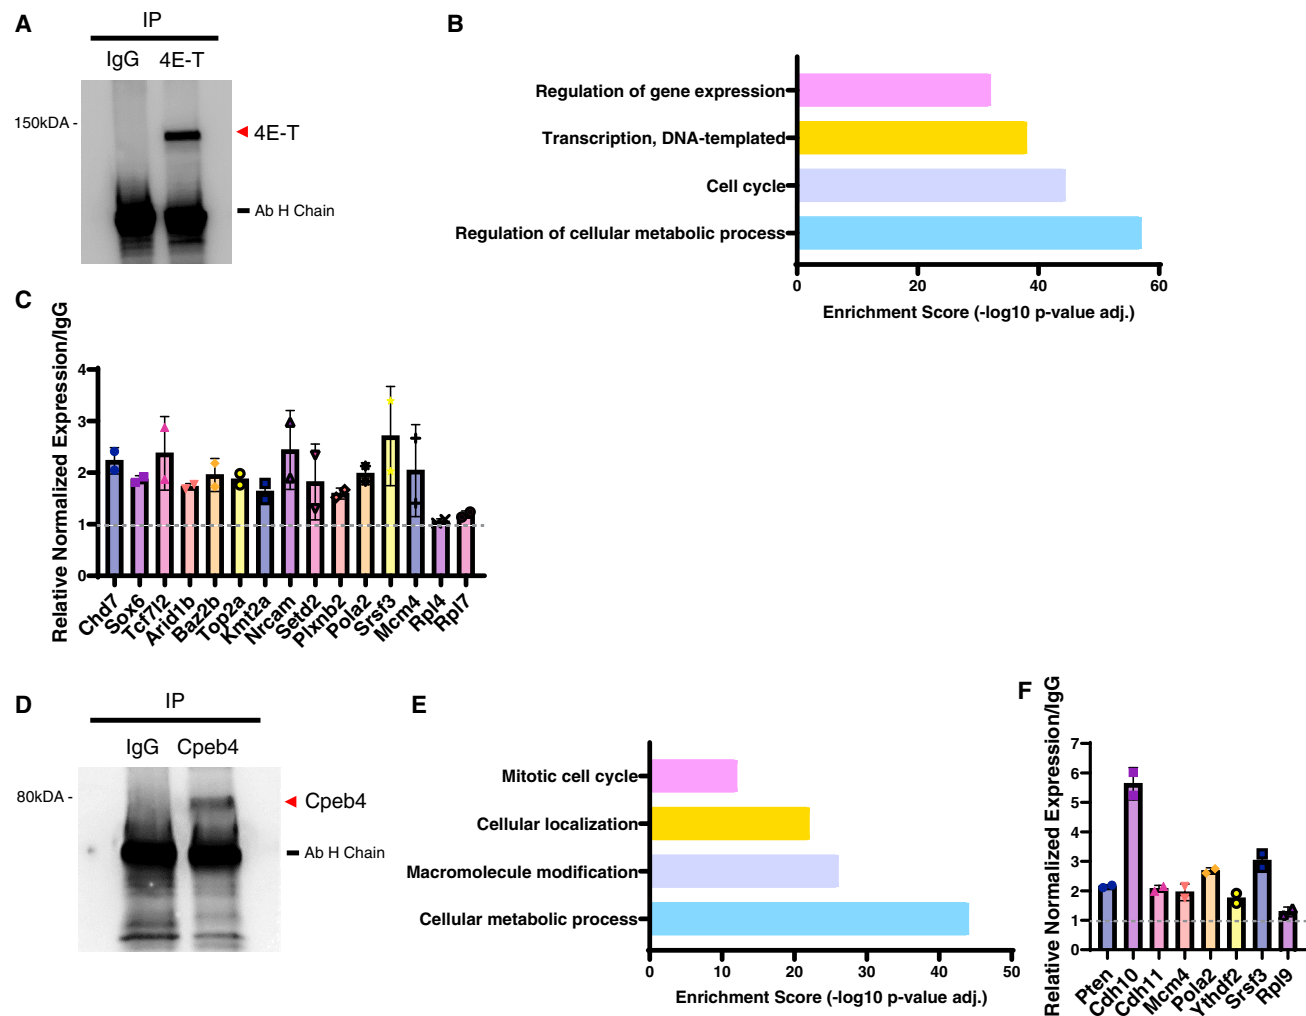 A
IP
IgG 4E-T
150kDA -
4E-T
Ab H Chain
B
Regulation of gene expression
Transcription, DNA-templated
Cell cycle
Regulation of cellular metabolic process
0 20 40 60
Enrichment Score (-log10 p-value adj.)
C
Relative Normalized Expression/IgG
4
3
2
1
0
Chd7 Sox6 Tcf7l2 Arid1b Baz2b Top2a Kmt2a Nrcam Setd2 Plxnb2 Pola2 Srsf3 Mcm4 Rpl4 Rpl7
D
IP
IgG Cpeb4
80kDA -
Cpeb4
Ab H Chain
E
Mitotic cell cycle
Cellular localization
Macromolecule modification
Cellular metabolic process
0 10 20 30 40 50
Enrichment Score (-log10 p-value adj.)
F
Relative Normalized Expression/IgG
7
6
5
4
3
2
1
0
Pten Cdh10 Cdh11 Mcm4 Pola2 Ythdf2 Srsf3 Rpl9